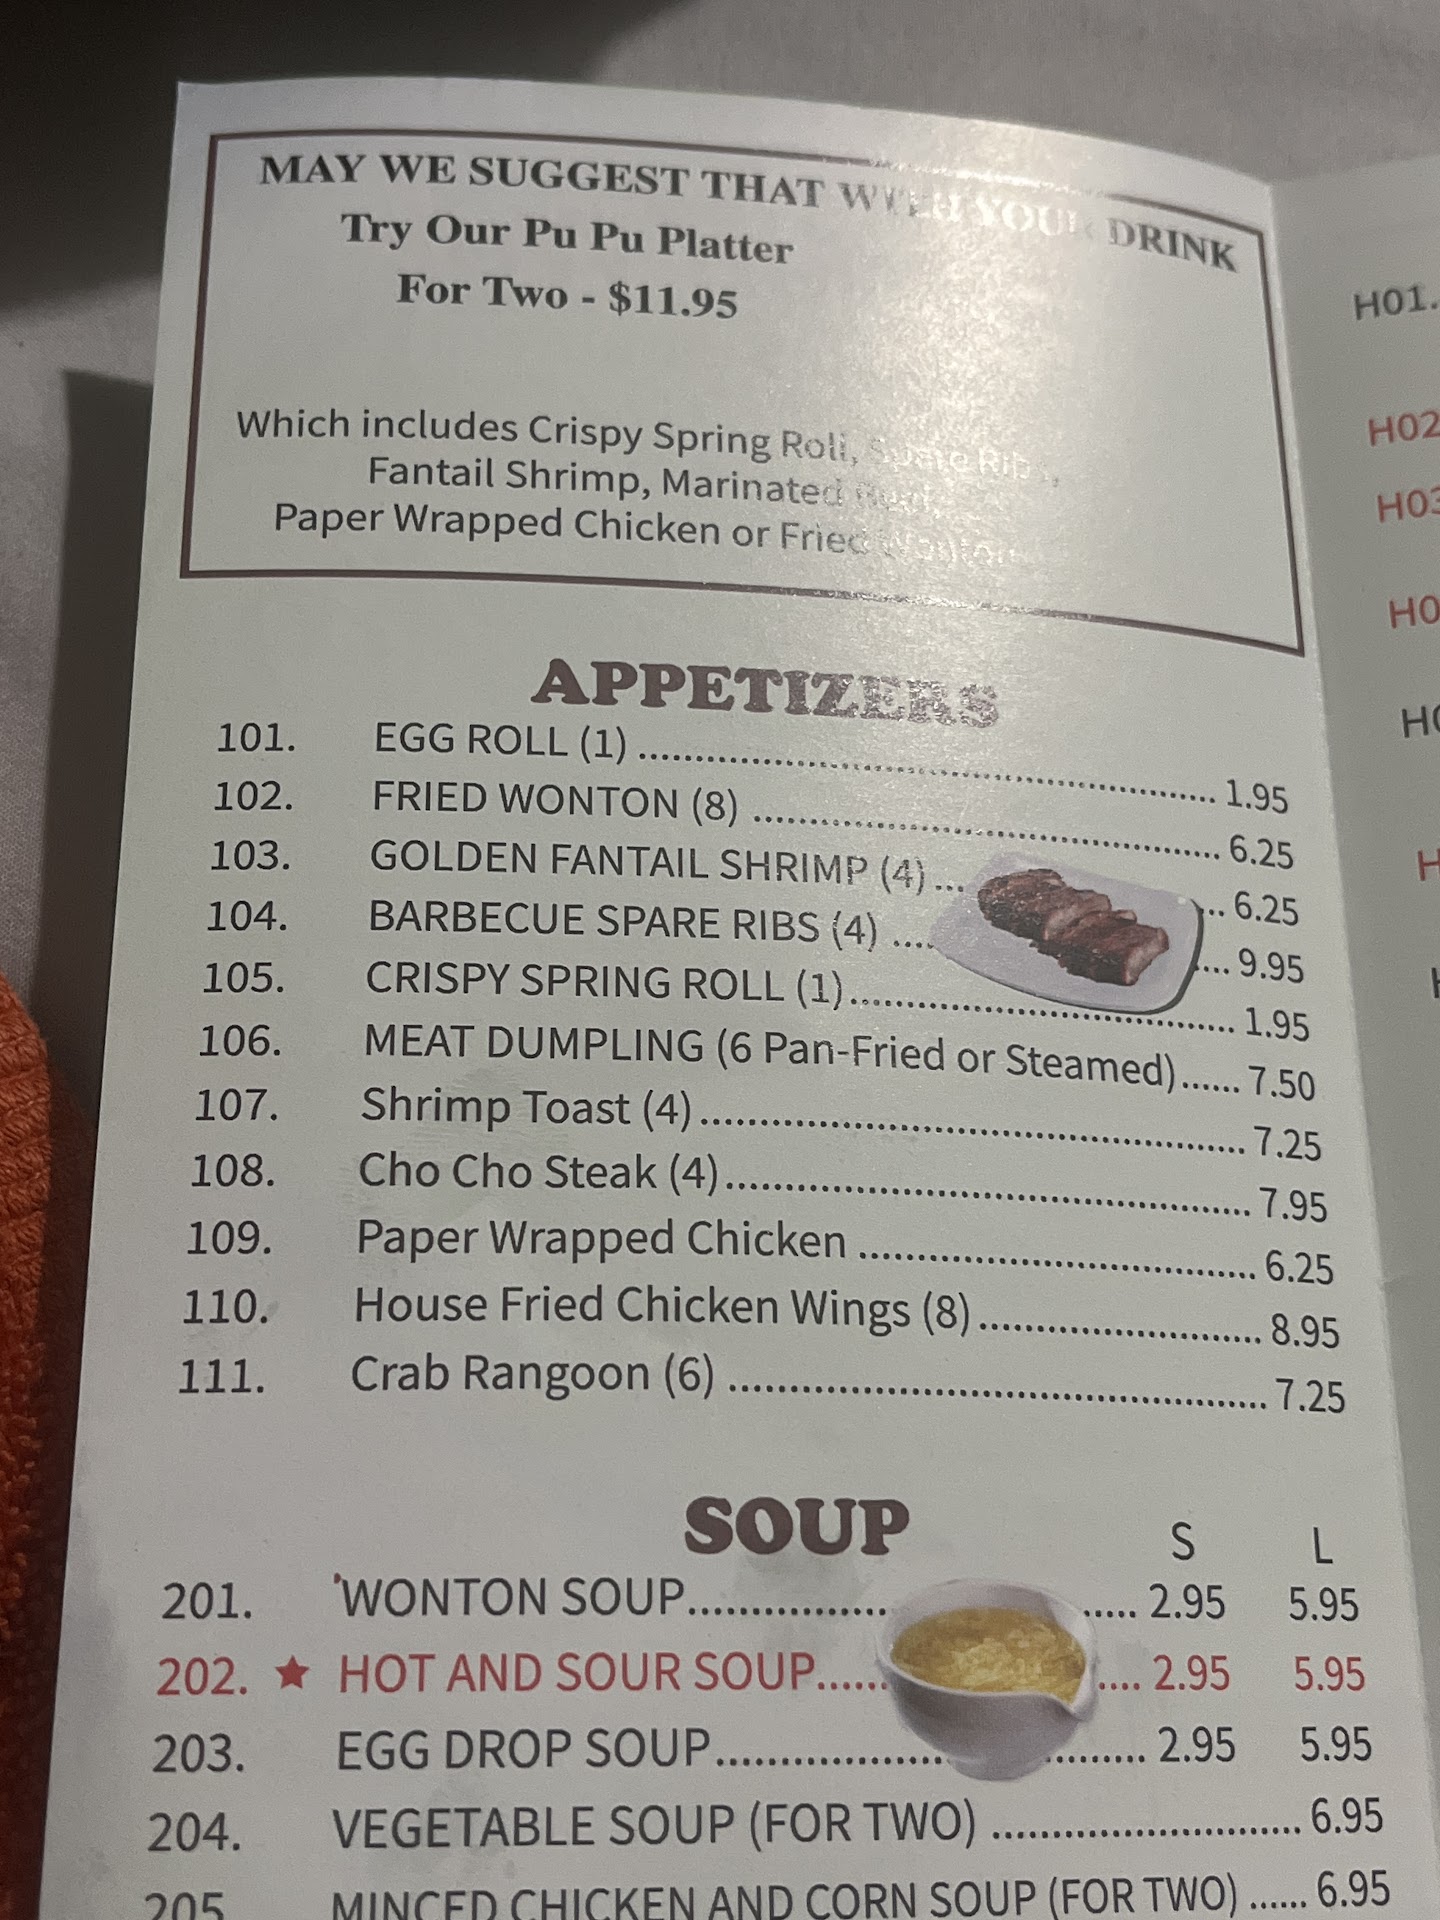 MAY WE SUGGEST THAT WITH YOUR DRINK
Try Our Pu Pu Platter
For Two - $11.95
Which includes Crispy Spring Roll, Spare Ribs,
Fantail Shrimp, Marinated
Paper Wrapped Chicken or Fried Wonton
APPETIZERS
101. EGG ROLL (1) 1.95
102. FRIED WONTON (8) 6.25
103. GOLDEN FANTAIL SHRIMP (4) 6.25
104. BARBECUE SPARE RIBS (4) 9.95
105. CRISPY SPRING ROLL (1) 1.95
106. MEAT DUMPLING (6 Pan-Fried or Steamed) 7.50
107. Shrimp Toast (4) 7.25
108. Cho Cho Steak (4) 7.95
109. Paper Wrapped Chicken 6.25
110. House Fried Chicken Wings (8) 8.95
111. Crab Rangoon (6) 7.25
SOUP S L
201. WONTON SOUP 2.95 5.95
202. ★ HOT AND SOUR SOUP 2.95 5.95
203. EGG DROP SOUP 2.95 5.95
204. VEGETABLE SOUP (FOR TWO) 6.95
205 MINCED CHICKEN AND CORN SOUP (FOR TWO) 6.95
H01.
H02
H03
H0
H0
H
H